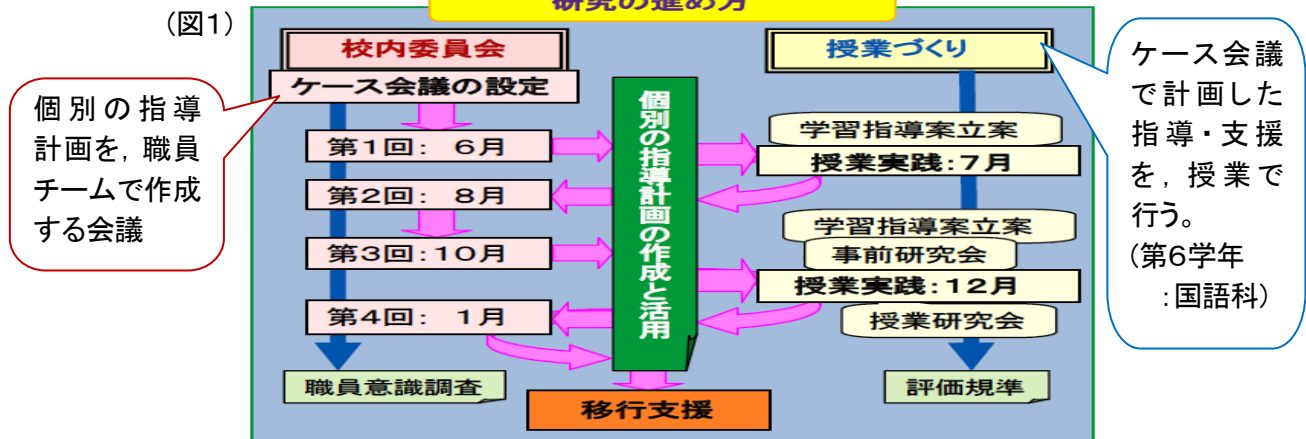 研究の進め方
(図1)
校内委員会
授業づくり
ケース会議の設定
個別の指導
計画を,職員
チームで作成
する会議
ケース会議
で計画した
指導・支援
を,授業で
行う。
(第6学年
:国語科)
個別の指導計画の作成と活用
第1回: 6月
第2回: 8月
第3回:10月
第4回: 1月
学習指導案立案
授業実践:7月
学習指導案立案
事前研究会
授業実践:12月
授業研究会
職員意識調査
評価規準
移行支援